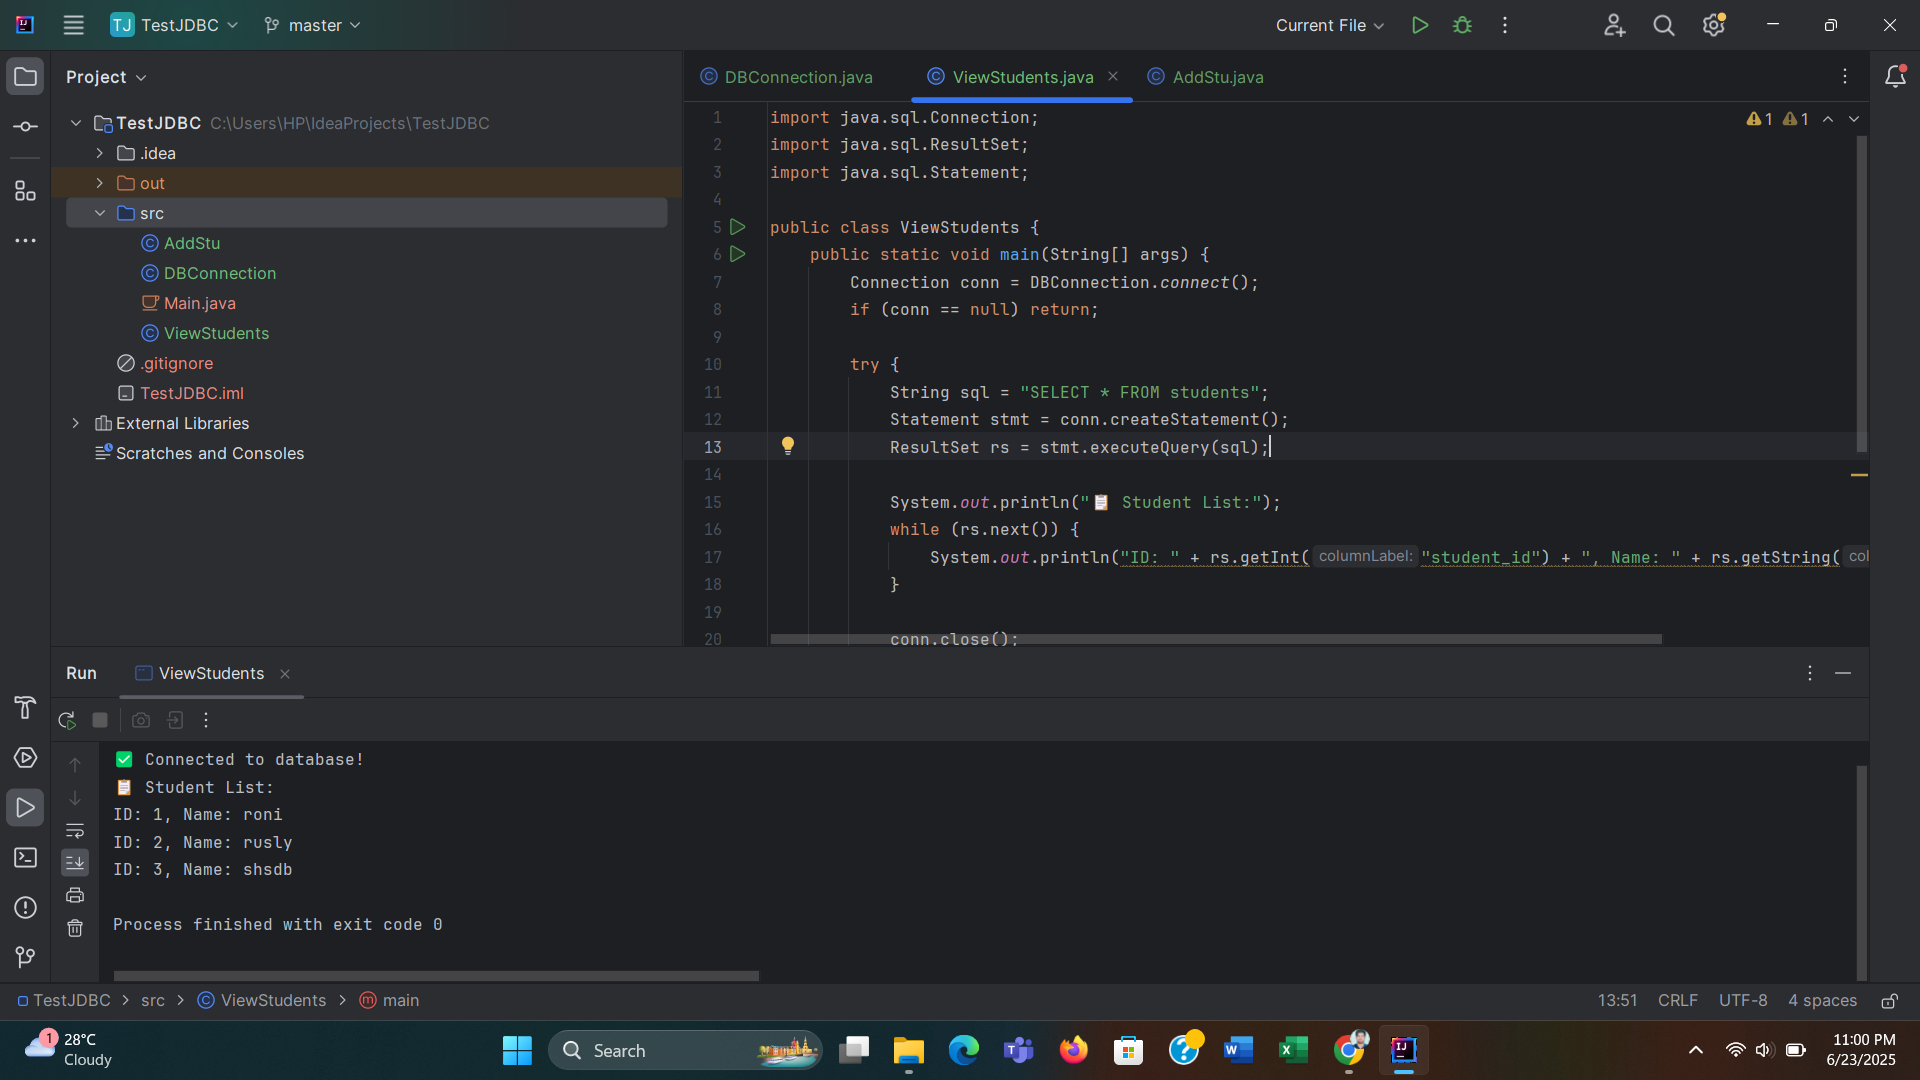 TJ TestJDBC master Current File
Project
TestJDBC C:\Users\HP\IdeaProjects\TestJDBC
.idea
out
src
AddStu
DBConnection
Main.java
ViewStudents
.gitignore
TestJDBC.iml
External Libraries
Scratches and Consoles
DBConnection.java ViewStudents.java AddStu.java
1 1
1 import java.sql.Connection;
2 import java.sql.ResultSet;
3 import java.sql.Statement;
4
5 public class ViewStudents {
6 public static void main(String[] args) {
7 Connection conn = DBConnection.connect();
8 if (conn == null) return;
9
10 try {
11 String sql = "SELECT * FROM students";
12 Statement stmt = conn.createStatement();
13 ResultSet rs = stmt.executeQuery(sql);
14
15 System.out.println("📋 Student List:");
16 while (rs.next()) {
17 System.out.println("ID: " + rs.getInt( columnLabel: "student_id") + ", Name: " + rs.getString( col
18 }
19
20 conn.close();
Run ViewStudents
✅ Connected to database!
📋 Student List:
ID: 1, Name: roni
ID: 2, Name: rusly
ID: 3, Name: shsdb
Process finished with exit code 0
TestJDBC > src > ViewStudents > main 13:51 CRLF UTF-8 4 spaces
1 28°C
Cloudy
Search
11:00 PM
6/23/2025